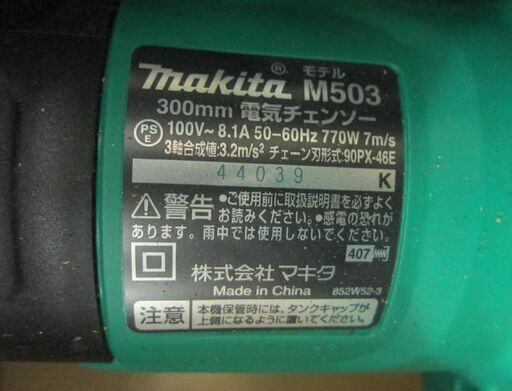 makita® モデル M503
300mm 電気チェンソー
PS E 100V~ 8.1A 50-60Hz 770W 7m/s
3軸合成値:3.2m/s² チェーン刃形式:90PX-46E
44039 K
警告 ●ご使用前に取扱説明書を必ずよく
お読みください。●感電の恐れが
あります。雨中では使用しないでください。
407
株式会社 マキタ
Made in China 852W52-3
注意 本機保管時には、タンクキャップが
上側になるように置いてください。